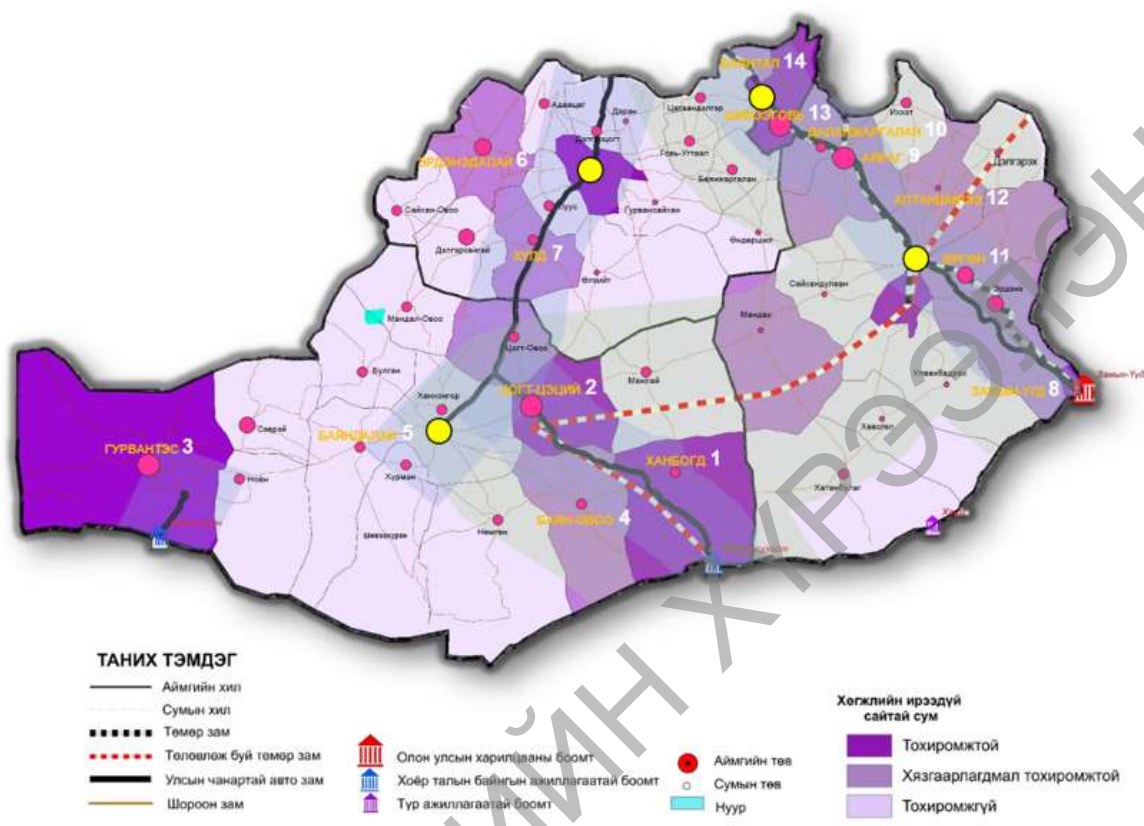 БАЯНТАЛ 14
ШИВЭЭГОВЬ 13
ДАЛАНЖАРГАЛАН 10
АЙРАГ 9
АЛТАНШИРЭЭ 12
ӨРГӨН 11
ЗАМЫН-ҮҮД 8
Замын-Үүд
ЭРДЭНЭДАЛАЙ 6
ХУЛД 7
ЦОГТ-ЦЭЦИЙ 2
БАЯНДАЛАЙ 5
ГУРВАНТЭС 3
ХАНБОГД 1
БАЯН-ОВОО 4
Адаацаг
Дэрэн
Дэлгэрцогт
Цагаандэлгэр
Говь-Угтаал
Баянжаргалан
Иххэт
Дэлгэрэх
Сайхан-Овоо
Дэлгэрхангай
Луус
Гурвансайхан
Өндөршил
Өлзийт
Сайхандулаан
Мандах
Эрдэнэ
Улаанбадрах
Хөвсгөл
Хатанбулаг
Мандал-Овоо
Цогт-Овоо
Булган
Ханхонгор
Манлай
Сэврэй
Ноён
Хурмэн
Номгон
ТАНИХ ТЭМДЭГ
Аймгийн хил
Сумын хил
Төмөр зам
Төлөвлөж буй төмөр зам
Улсын чанартай авто зам
Шороон зам
Олон улсын харилцааны боомт
Хоёр талын байнгын ажиллагаатай боомт
Түр ажиллагаатай боомт
Аймгийн төв
Сумын төв
Нуур
Хөгжлийн ирээдүй
сайтай сум
Тохиромжтой
Хязгаарлагдмал тохиромжтой
Тохиромжгүй
ИЙН ХҮРЭЭЛЭН